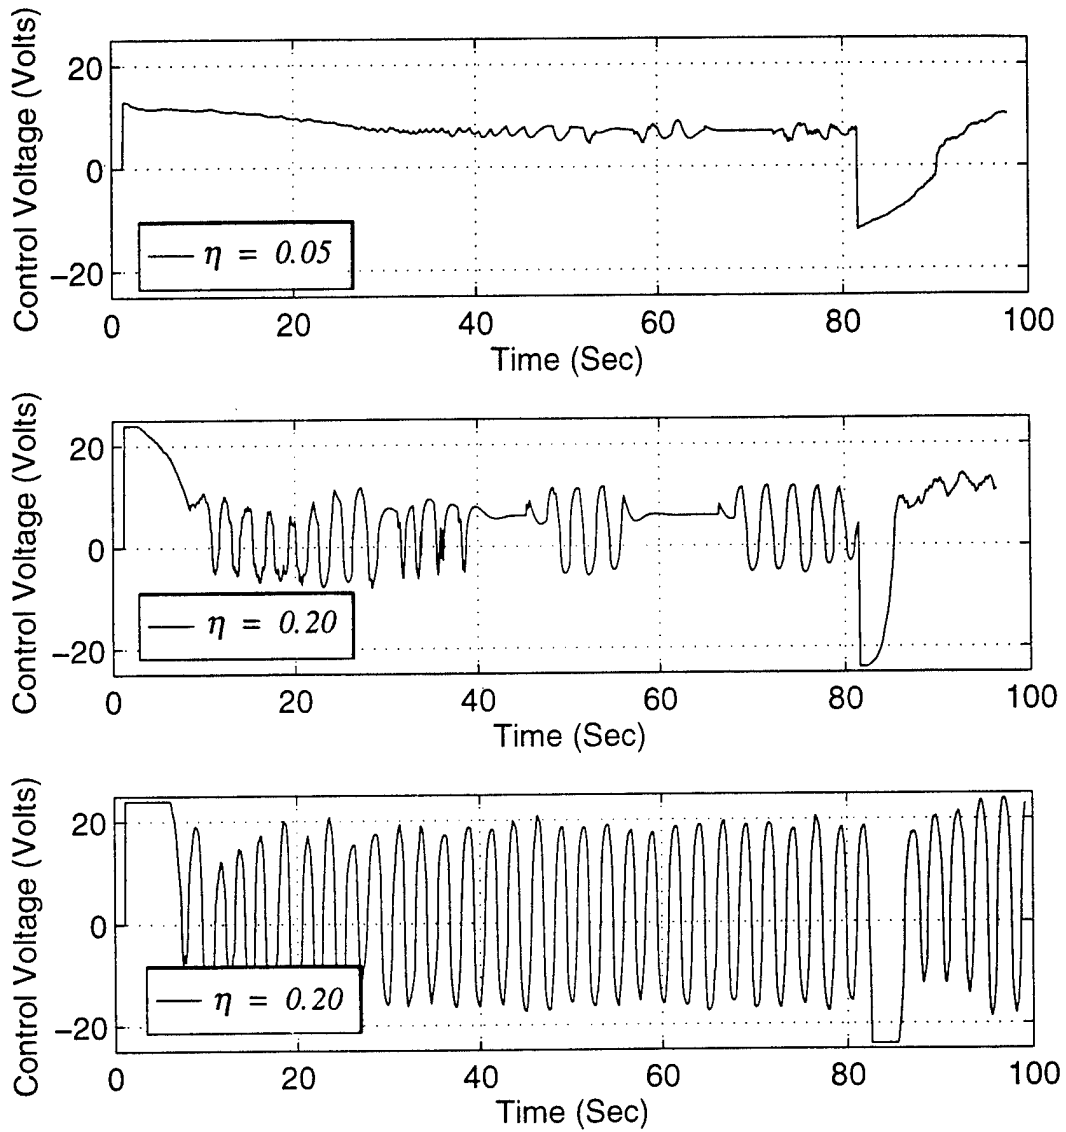 Control Voltage (Volts)
20
0
−20
η = 0.05
0 20 40 60 80 100
Time (Sec)
Control Voltage (Volts)
20
0
−20
η = 0.20
0 20 40 60 80 100
Time (Sec)
Control Voltage (Volts)
20
0
−20
η = 0.20
0 20 40 60 80 100
Time (Sec)